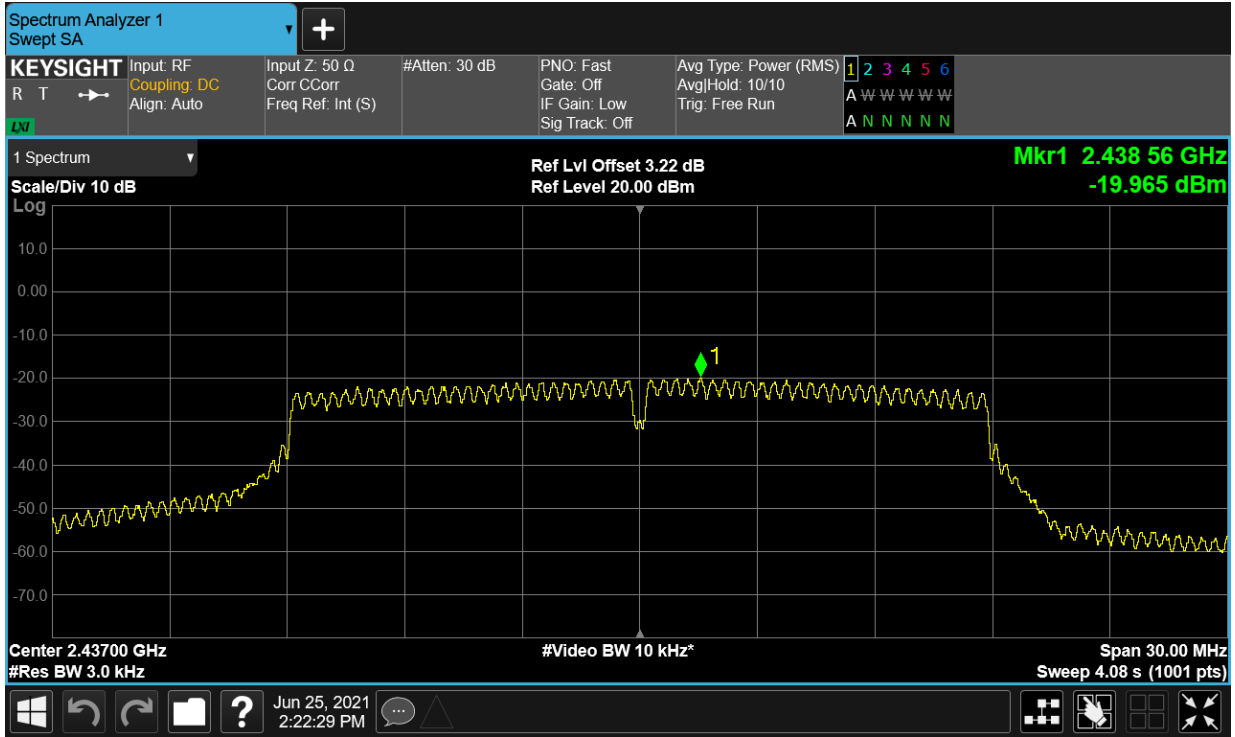 Spectrum Analyzer 1
Swept SA
+
KEYSIGHT
R T
LXI
Input: RF
Coupling: DC
Align: Auto
Input Z: 50 Ω
Corr CCorr
Freq Ref: Int (S)
#Atten: 30 dB
PNO: Fast
Gate: Off
IF Gain: Low
Sig Track: Off
Avg Type: Power (RMS)
Avg|Hold: 10/10
Trig: Free Run
1 2 3 4 5 6
A W W W W W
A N N N N N
1 Spectrum
Scale/Div 10 dB
Log
Ref Lvl Offset 3.22 dB
Ref Level 20.00 dBm
Mkr1 2.438 56 GHz
-19.965 dBm
10.0
0.00
-10.0
1
-20.0
-30.0
-40.0
-50.0
-60.0
-70.0
Center 2.43700 GHz
#Res BW 3.0 kHz
#Video BW 10 kHz*
Span 30.00 MHz
Sweep 4.08 s (1001 pts)
?
Jun 25, 2021
2:22:29 PM